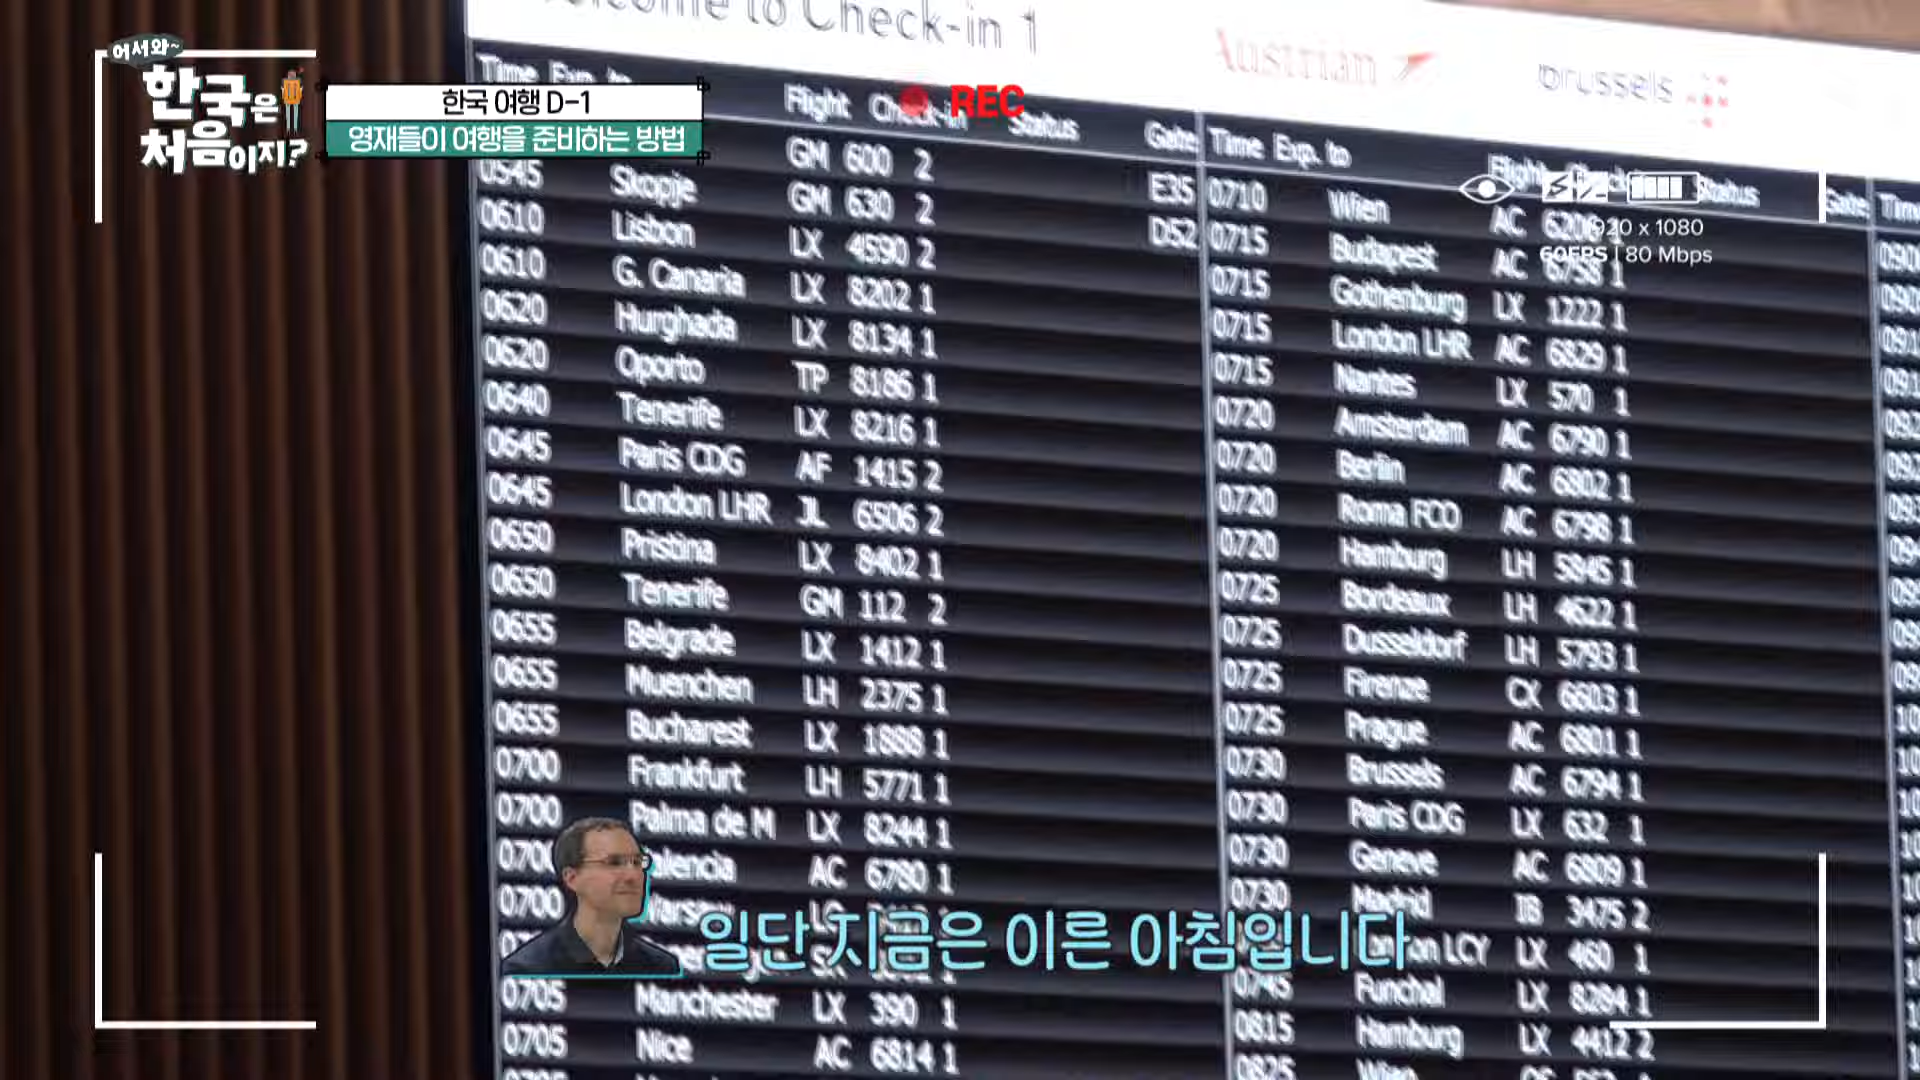 어서와~
한국은
처음이지?
한국 여행 D-1
영재들이 여행을 준비하는 방법
REC
1920 x 1080
60FPS | 80 Mbps
Welcome to Check-in 1
Austrian
brussels
Time Exp. to Flight Check-in Status Gate
GM 600 2
0545 Skopje GM 630 2 E35
0610 Lisbon LX 4590 2 D52
0610 G. Canaria LX 8202 1
0620 Hurghada LX 8134 1
0620 Oporto TP 8186 1
0640 Tenerife LX 8216 1
0645 Paris CDG AF 1415 2
0645 London LHR JL 6506 2
0650 Pristina LX 8402 1
0650 Tenerife GM 112 2
0655 Belgrade LX 1412 1
0655 Muenchen LH 2375 1
0655 Bucharest LX 1888 1
0700 Frankfurt LH 5771 1
0700 Palma de M LX 8244 1
AC 6780 1
0700
0705 Manchester LX 390 1
0705 Nice AC 6814 1
Time Exp. to Flight Status Gate
0710 Wien AC
0715 Budapest AC 6758 1
0715 Gothenburg LX 1222 1
0715 London LHR AC 6829 1
0715 Nantes LX 570 1
0720 Amsterdam AC 6790 1
0720 Berlin AC 6802 1
0720 Roma FCO AC 6798 1
0720 Hamburg LH 5845 1
0725 Bordeaux LH 4622 1
0725 Dusseldorf LH 5793 1
0725 Firenze CX 6603 1
0725 Prague AC 6801 1
0730 Brussels AC 6794 1
0730 Paris CDG LX 632 1
0730 Geneve AC 6809 1
0730 Madrid IB 3475 2
LCY LX 460 1
0745 Funchal LX 8284 1
0815 Hamburg LX 4412 2
0825 Wien
Time
일단 지금은 이른 아침입니다